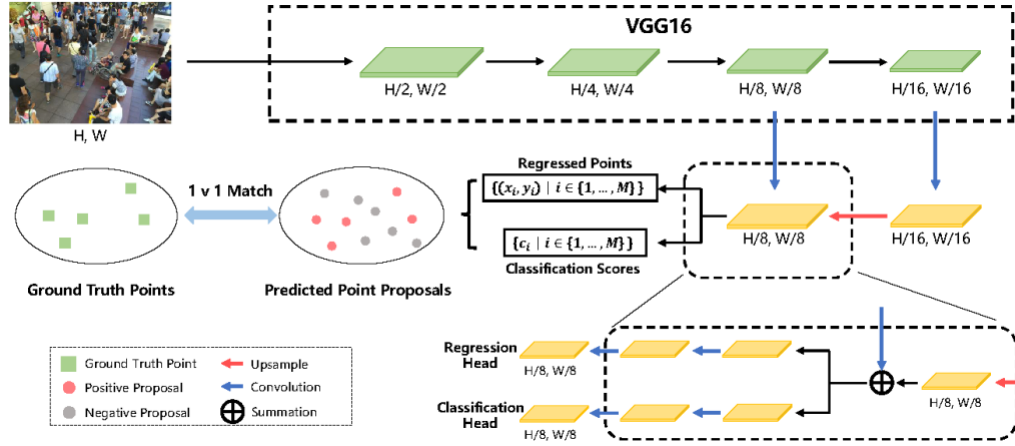 VGG16
H/2, W/2
H/4, W/4
H/8, W/8
H/16, W/16
H, W
Regressed Points
{(xᵢ, yᵢ) | i ∈ {1, ..., M}}
1 v 1 Match
H/8, W/8
H/16, W/16
{cᵢ | i ∈ {1, ..., M}}
Classification Scores
Ground Truth Points
Predicted Point Proposals
Ground Truth Point
Positive Proposal
Negative Proposal
Upsample
Convolution
Summation
Regression
Head
H/8, W/8
H/8, W/8
Classification
Head
H/8, W/8